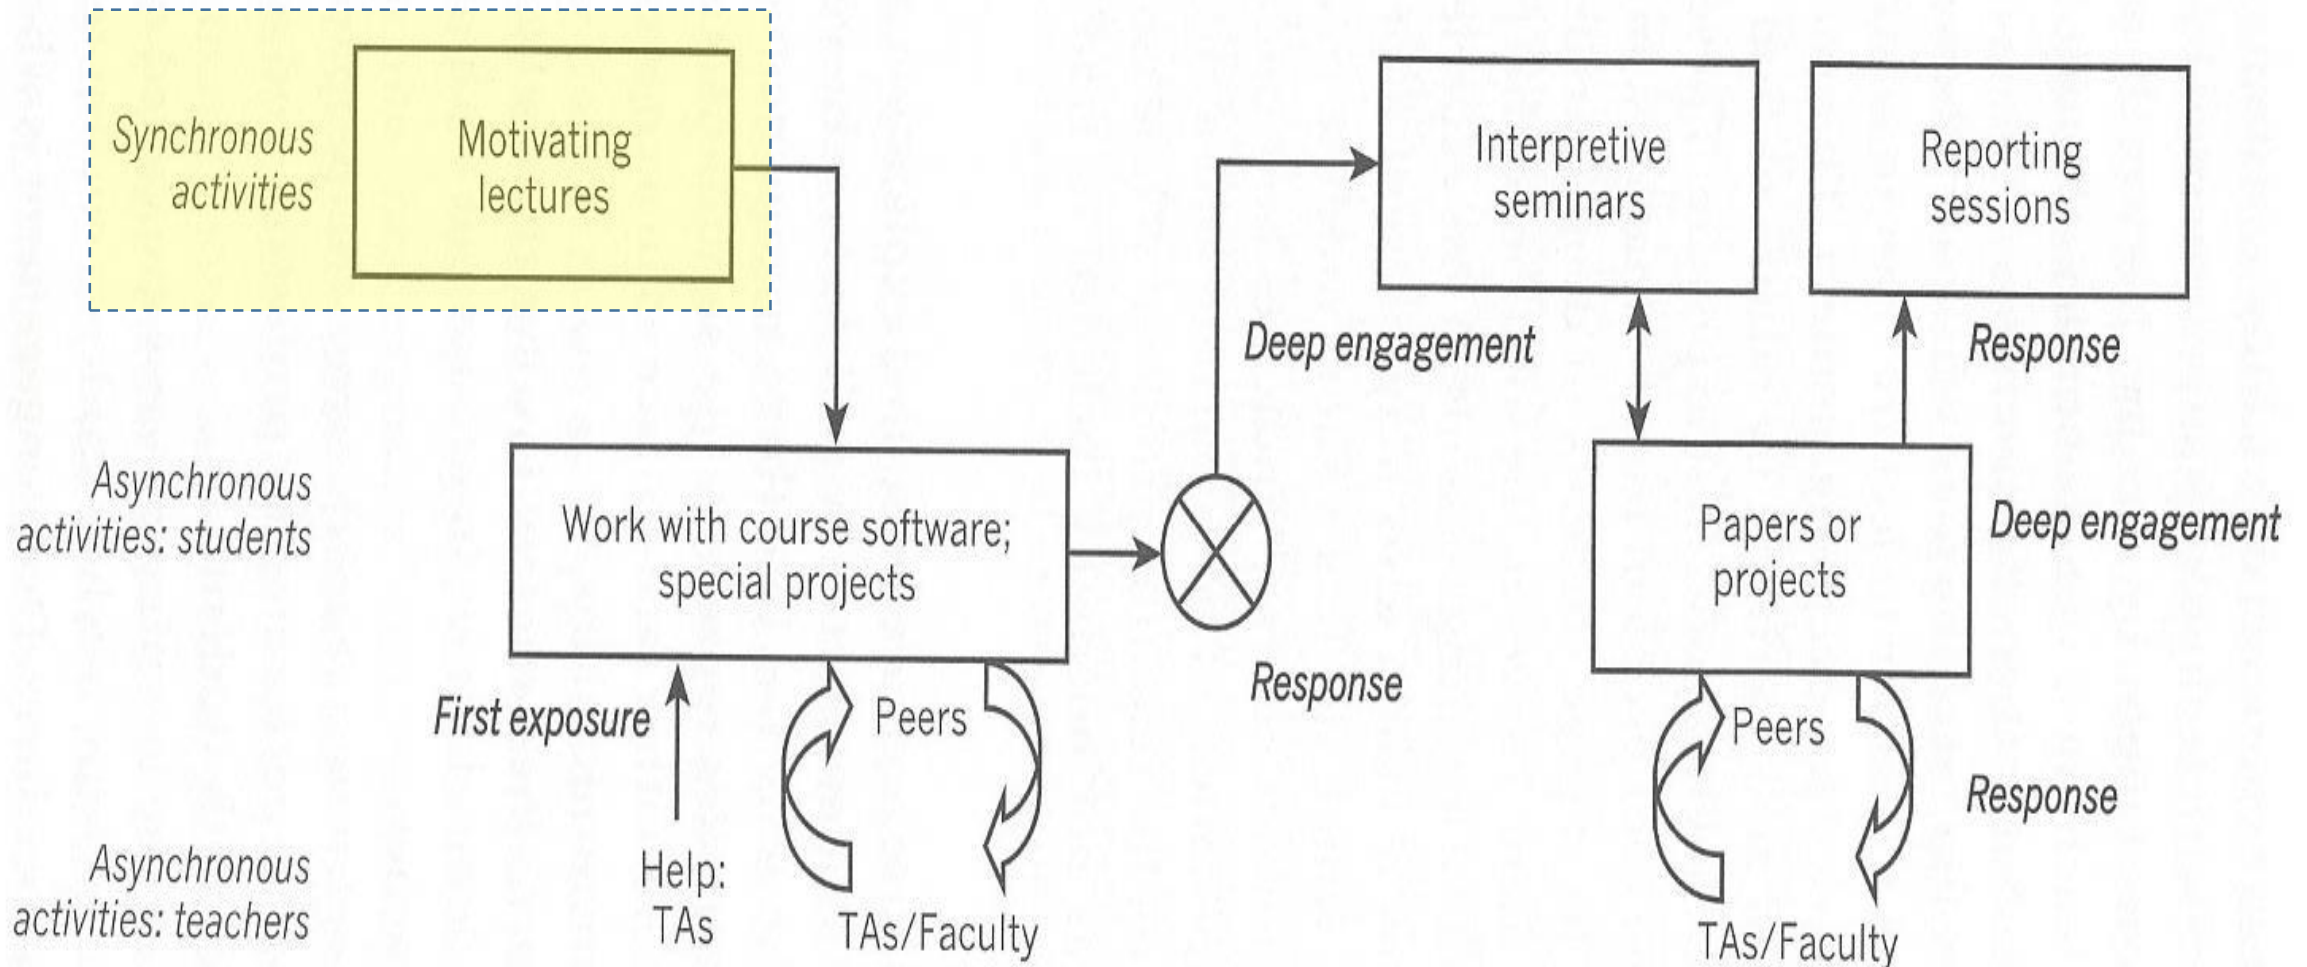 Synchronous
activities
Motivating
lectures
Interpretive
seminars
Reporting
sessions
Deep engagement
Response
Asynchronous
activities: students
Work with course software;
special projects
Papers or
projects
Deep engagement
Response
First exposure
Peers
Peers
Response
Asynchronous
activities: teachers
Help:
TAs
TAs/Faculty
TAs/Faculty